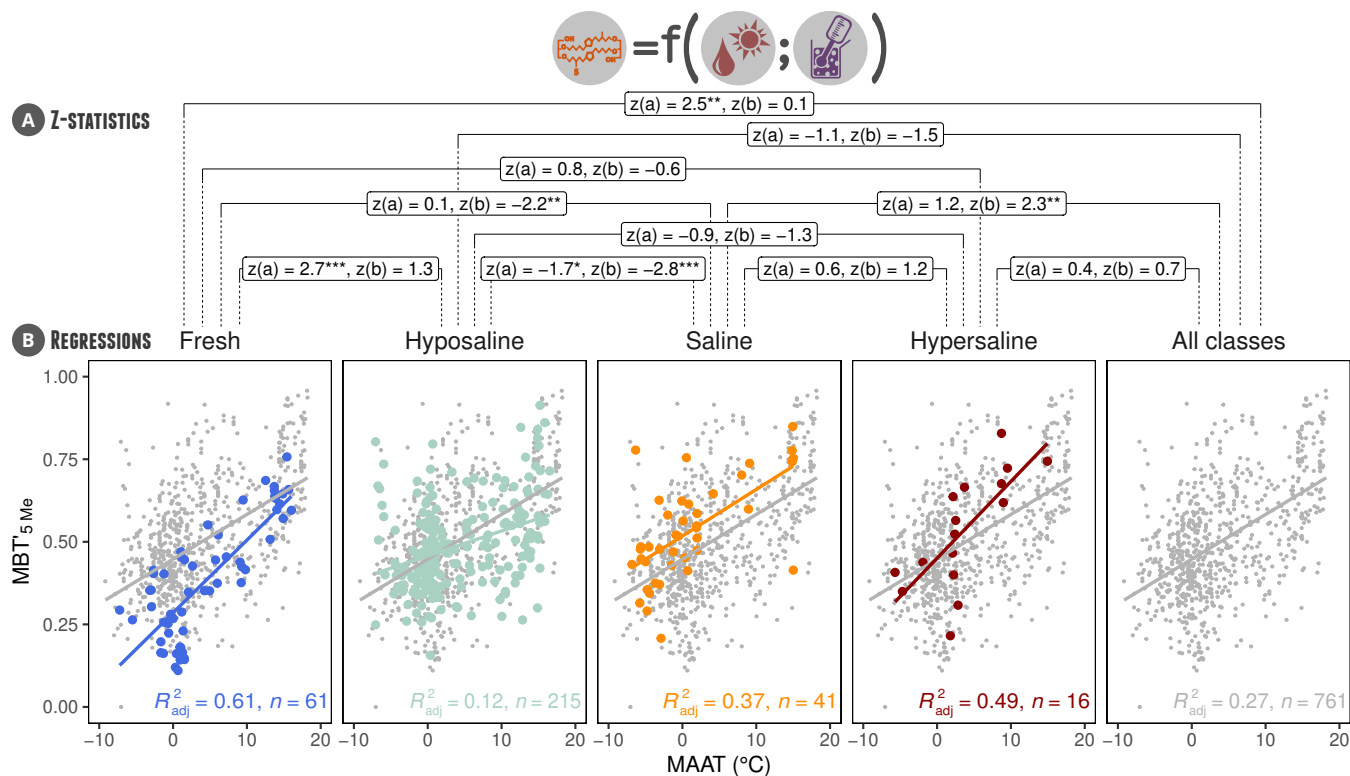 OH
OH
5
=f( ; )
A Z-STATISTICS
z(a) = 2.5**, z(b) = 0.1
z(a) = −1.1, z(b) = −1.5
z(a) = 0.8, z(b) = −0.6
z(a) = 0.1, z(b) = −2.2** z(a) = 1.2, z(b) = 2.3**
z(a) = −0.9, z(b) = −1.3
z(a) = 2.7***, z(b) = 1.3 z(a) = −1.7*, z(b) = −2.8*** z(a) = 0.6, z(b) = 1.2 z(a) = 0.4, z(b) = 0.7
B REGRESSIONS
Fresh Hyposaline Saline Hypersaline All classes
MBT'5 Me
1.00
0.75
0.50
0.25
0.00
R²adj = 0.61, n = 61
R²adj = 0.12, n = 215
R²adj = 0.37, n = 41
R²adj = 0.49, n = 16
R²adj = 0.27, n = 761
−10 0 10 20 −10 0 10 20 −10 0 10 20 −10 0 10 20 −10 0 10 20
MAAT (°C)